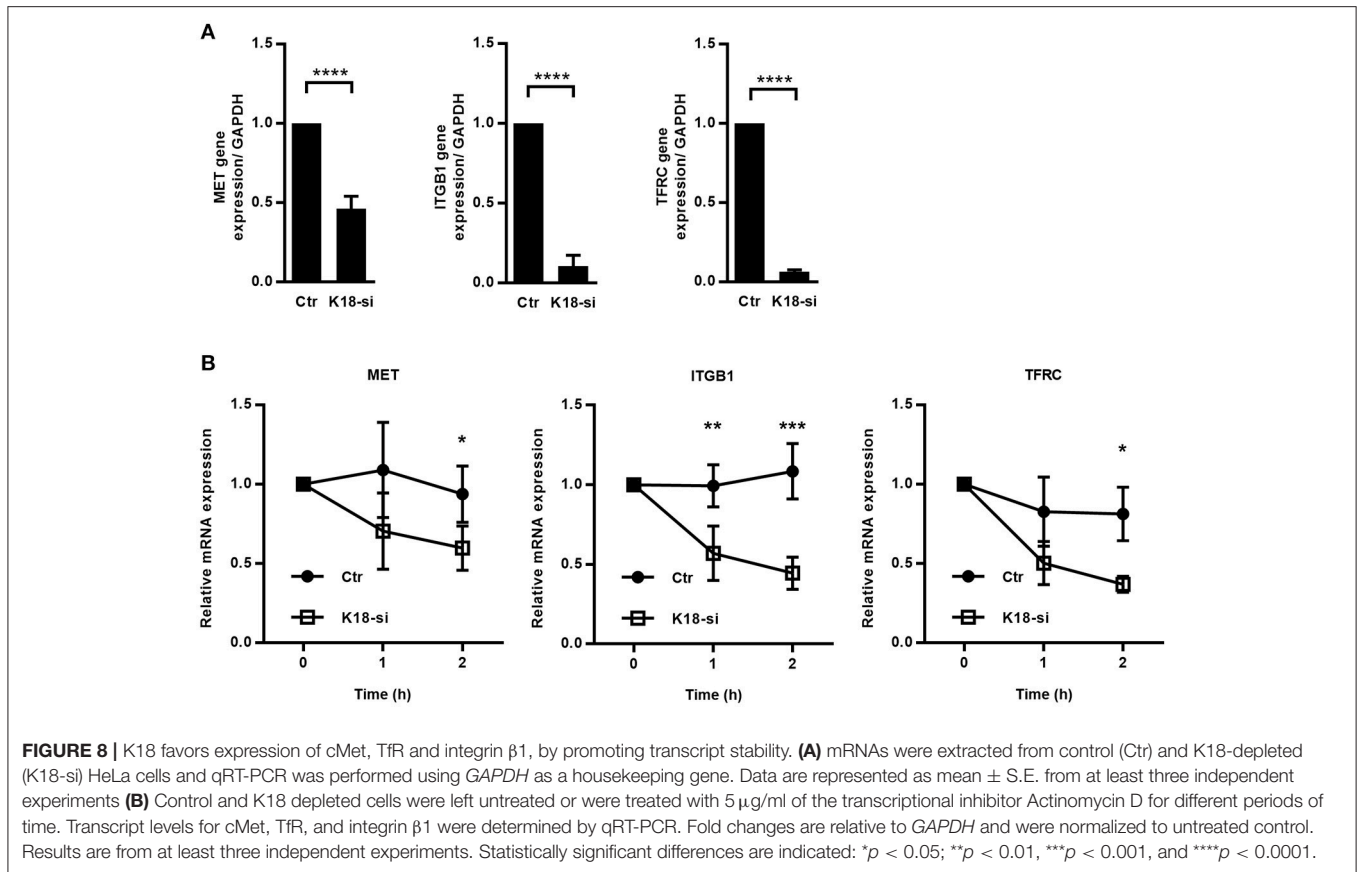 A
1.5
1.0
0.5
0.0
MET gene
expression/ GAPDH
****
Ctr K18-si
1.5
1.0
0.5
0.0
ITGB1 gene
expression/ GAPDH
****
Ctr K18-si
1.5
1.0
0.5
0.0
TFRC gene
expression/ GAPDH
****
Ctr K18-si
B
MET
1.5
1.0
0.5
0.0
Relative mRNA expression
*
Ctr
K18-si
0 1 2
Time (h)
ITGB1
1.5
1.0
0.5
0.0
Relative mRNA expression
** ***
Ctr
K18-si
0 1 2
Time (h)
TFRC
1.5
1.0
0.5
0.0
Relative mRNA expression
*
Ctr
K18-si
0 1 2
Time (h)
FIGURE 8 | K18 favors expression of cMet, TfR and integrin β1, by promoting transcript stability. (A) mRNAs were extracted from control (Ctr) and K18-depleted
(K18-si) HeLa cells and qRT-PCR was performed using GAPDH as a housekeeping gene. Data are represented as mean ± S.E. from at least three independent
experiments (B) Control and K18 depleted cells were left untreated or were treated with 5 μg/ml of the transcriptional inhibitor Actinomycin D for different periods of
time. Transcript levels for cMet, TfR, and integrin β1 were determined by qRT-PCR. Fold changes are relative to GAPDH and were normalized to untreated control.
Results are from at least three independent experiments. Statistically significant differences are indicated: *p < 0.05; **p < 0.01, ***p < 0.001, and ****p < 0.0001.